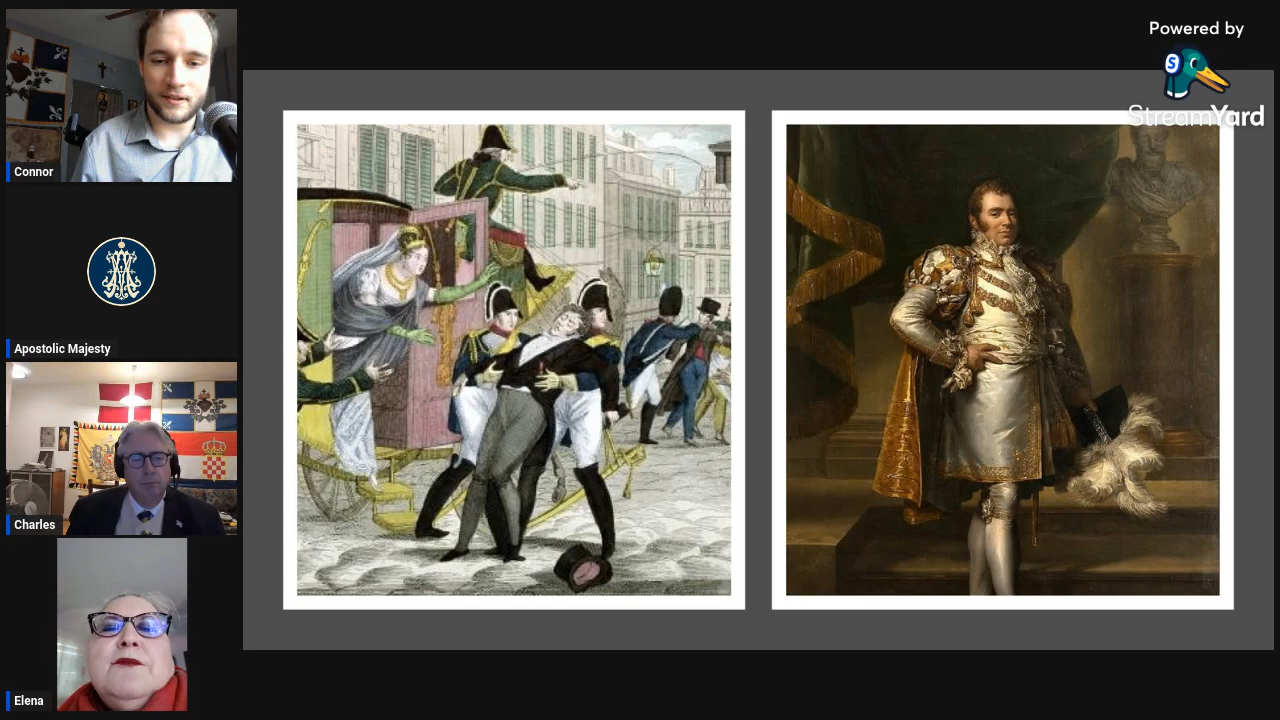 Connor
Apostolic Majesty
Charles
Elena
Powered by
S
StreamYard